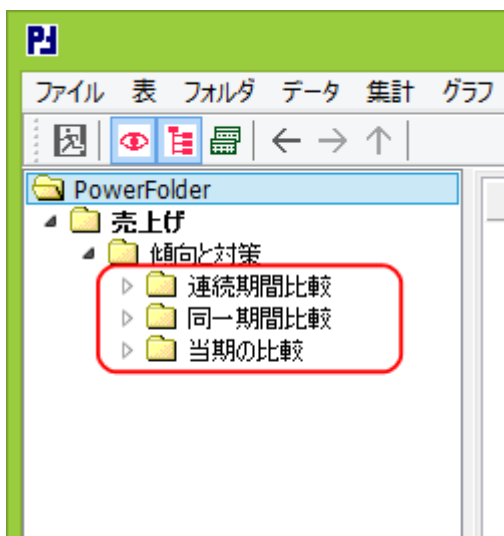 PF
ファイル 表 フォルダ データ 集計 グラフ
PowerFolder
売上げ
傾向と対策
連続期間比較
同一期間比較
当期の比較